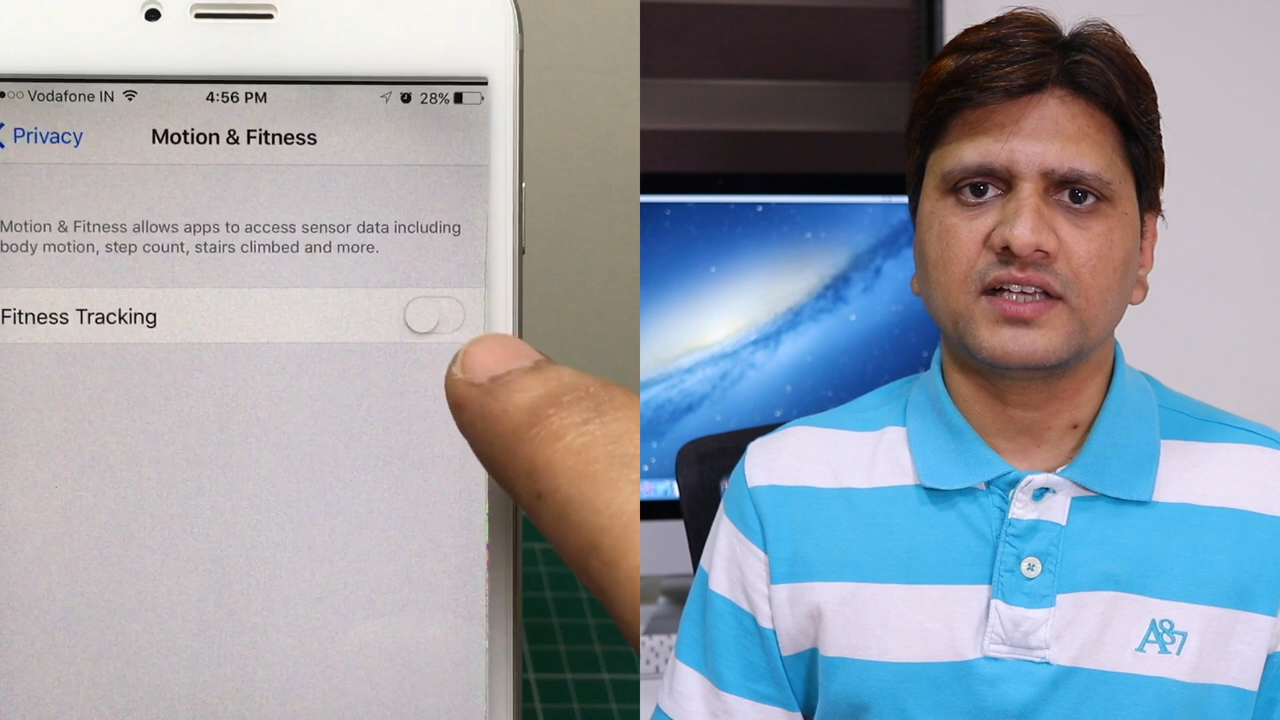 Vodafone IN 4:56 PM 28%
Privacy Motion & Fitness
Motion & Fitness allows apps to access sensor data including
body motion, step count, stairs climbed and more.
Fitness Tracking
A87